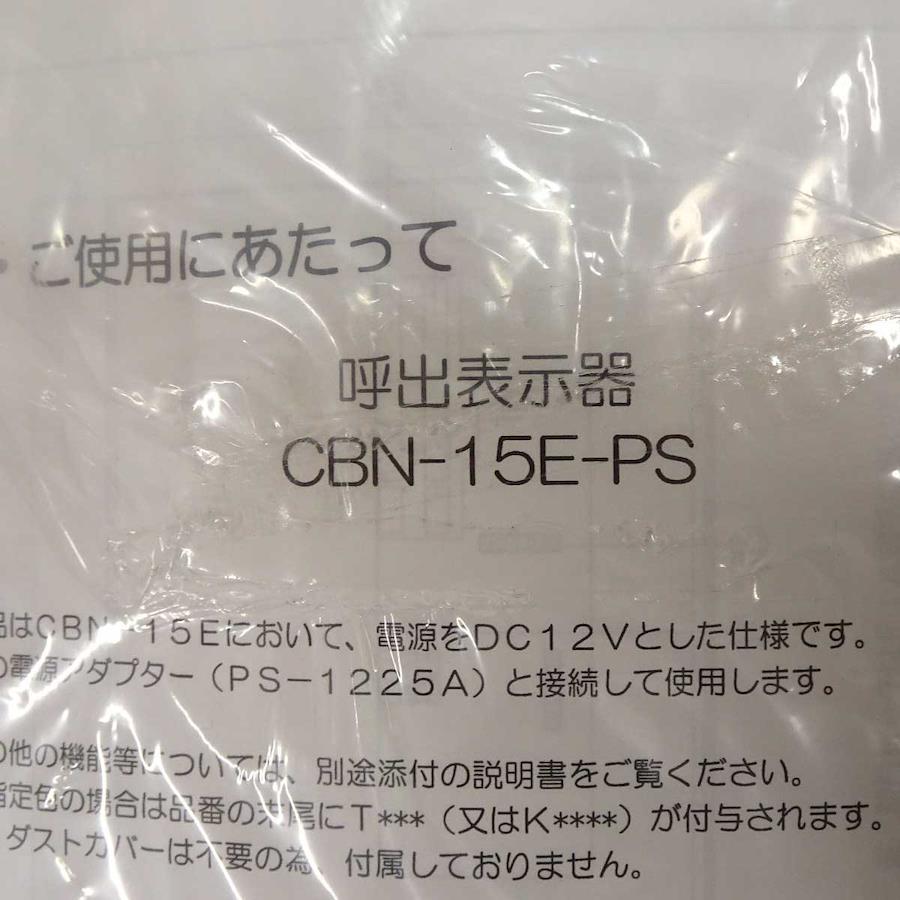 ・ご使用にあたって
呼出表示器
CBN-15E-PS
品はCBN-15Eにおいて、電源をDC12Vとした仕様です。
の電源アダプター（PS-1225A）と接続して使用します。
の他の機能等については、別途添付の説明書をご覧ください。
指定色の場合は品番の末尾にT***（又はK****）が付与されます。
ダストカバーは不要の為、付属しておりません。